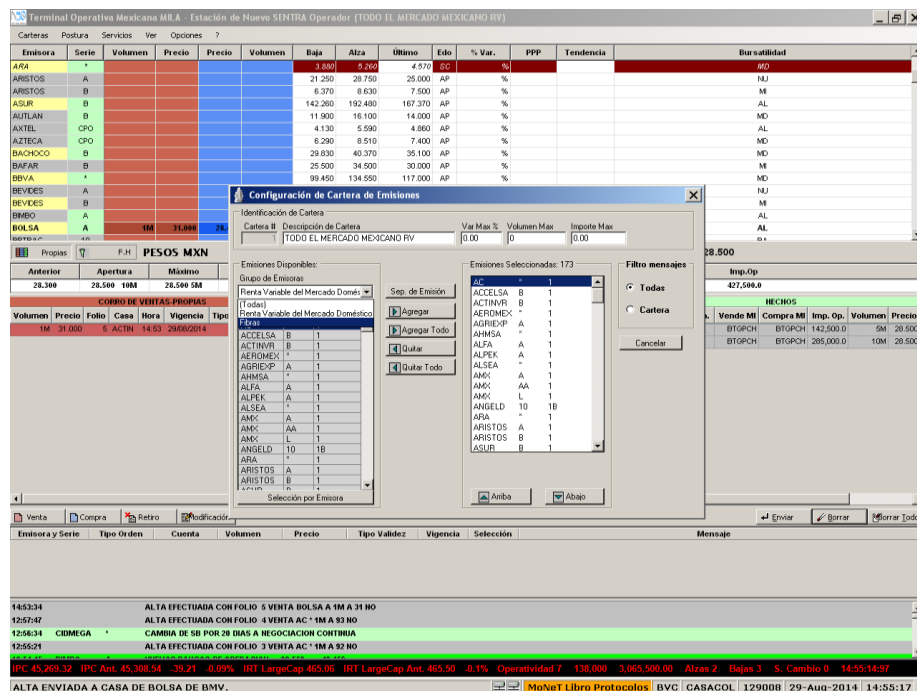 Terminal Operativa Mexicana MILA - Estación de Nuevo SENTRA Operador (TODO EL MERCADO MEXICANO RV)
Carteras Postura Servicios Ver Opciones ?
Emisora Serie Volumen Precio Precio Volumen Baja Alza Último Edo % Var. PPP Tendencia Bursatilidad
ARA * 3.880 5.260 4.570 SC % MD
ARISTOS A 21.250 28.750 25.000 AP % NU
ARISTOS B 6.370 8.630 7.500 AP % MI
ASUR B 142.260 192.480 167.370 AP % AL
AUTLAN B 11.900 16.100 14.000 AP % MD
AXTEL CPO 4.130 5.590 4.860 AP % AL
AZTECA CPO 6.290 8.510 7.400 AP % MD
BACHOCO B 29.830 40.370 35.100 AP % MD
BAFAR B 25.500 34.500 30.000 AP % MI
BBVA * 99.450 134.550 117.000 AP % MD
BEVIDES A NU
BEVIDES B MI
BIMBO A AL
BOLSA A 1M 31.000 28. AL
Propias F.H PESOS MXN 28.500
Anterior Apertura Máximo Imp.Op
28.300 28.500 10M 28.500 5M 427,500.0
CORRO DE VENTAS-PROPIAS HECHOS
Volumen Precio Folio Casa Hora Vigencia Tipo Vende MI Compra MI Imp. Op. Volumen Precio
1M 31.000 5 ACTIN 14:53 29/08/2014 BTGPCH BTGPCH 142,500.0 5M 28.500
BTGPCH BTGPCH 285,000.0 10M 28.500
Configuración de Cartera de Emisiones
Identificación de Cartera
Cartera # Descripción de Cartera Var Max % Volumen Max Importe Max
1 TODO EL MERCADO MEXICANO RV 0.00 0 0.00
Emisiones Disponibles:
Grupo de Emisoras
Renta Variable del Mercado Domés
(Todas)
Renta Variable del Mercado Doméstico
Fibras
ACCELSA B 1
ACTINVR B 1
AEROMEX * 1
AGRIEXP A 1
AHMSA * 1
ALFA A 1
ALPEK A 1
ALSEA * 1
AMX A 1
AMX AA 1
AMX L 1
ANGELD 10 1B
ARA * 1
ARISTOS A 1
ARISTOS B 1
ASUR B 1
Selección por Emisora
Sep. de Emisión
Agregar
Agregar Todo
Quitar
Quitar Todo
Emisiones Seleccionadas: 173
AC * 1
ACCELSA B 1
ACTINVR B 1
AEROMEX * 1
AGRIEXP A 1
AHMSA * 1
ALFA A 1
ALPEK A 1
ALSEA * 1
AMX A 1
AMX AA 1
AMX L 1
ANGELD 10 1B
ARA * 1
ARISTOS A 1
ARISTOS B 1
ASUR B 1
Arriba Abajo
Filtro mensajes
Todas
Cartera
Cancelar
Venta Compra Retiro Modificación Enviar Borrar Borrar Todo
Emisora y Serie Tipo Orden Cuenta Volumen Precio Tipo Validez Vigencia Selección Mensaje
14:53:34 ALTA EFECTUADA CON FOLIO 5 VENTA BOLSA A 1M A 31 NO
12:57:47 ALTA EFECTUADA CON FOLIO 4 VENTA AC * 1M A 93 NO
12:56:34 CIDMEGA * CAMBIA DE SB POR 20 DIAS A NEGOCIACION CONTINUA
12:55:21 ALTA EFECTUADA CON FOLIO 3 VENTA AC * 1M A 92 NO
IPC 45,269.32 IPC Ant. 45,308.54 -39.21 -0.09% IRT LargeCap 465.06 IRT LargeCap Ant. 465.50 -0.1% Operatividad 7 138,000 3,065,500.00 Alzas 2 Bajas 3 S. Cambio 0 14:55:14:97
ALTA ENVIADA A CASA DE BOLSA DE BMV. MoNeT Libro Protocolos BVC CASACOL 129008 29-Aug-2014 14:55:17